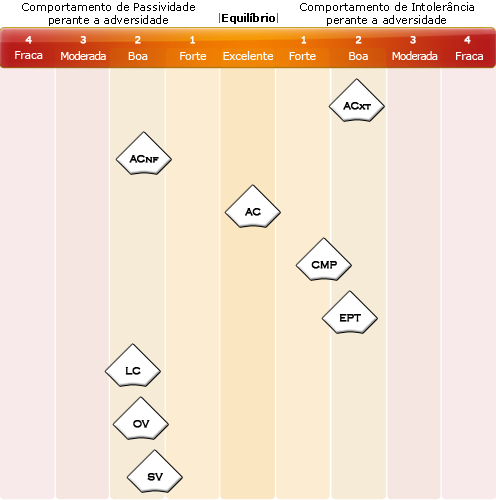 Comportamento de Passividade
perante a adversidade
|Equilíbrio|
Comportamento de Intolerância
perante a adversidade
4 3 2 1 1 2 3 4
Fraca Moderada Boa Forte Excelente Forte Boa Moderada Fraca
ACXT
ACNF
AC
CMP
EPT
LC
OV
SV